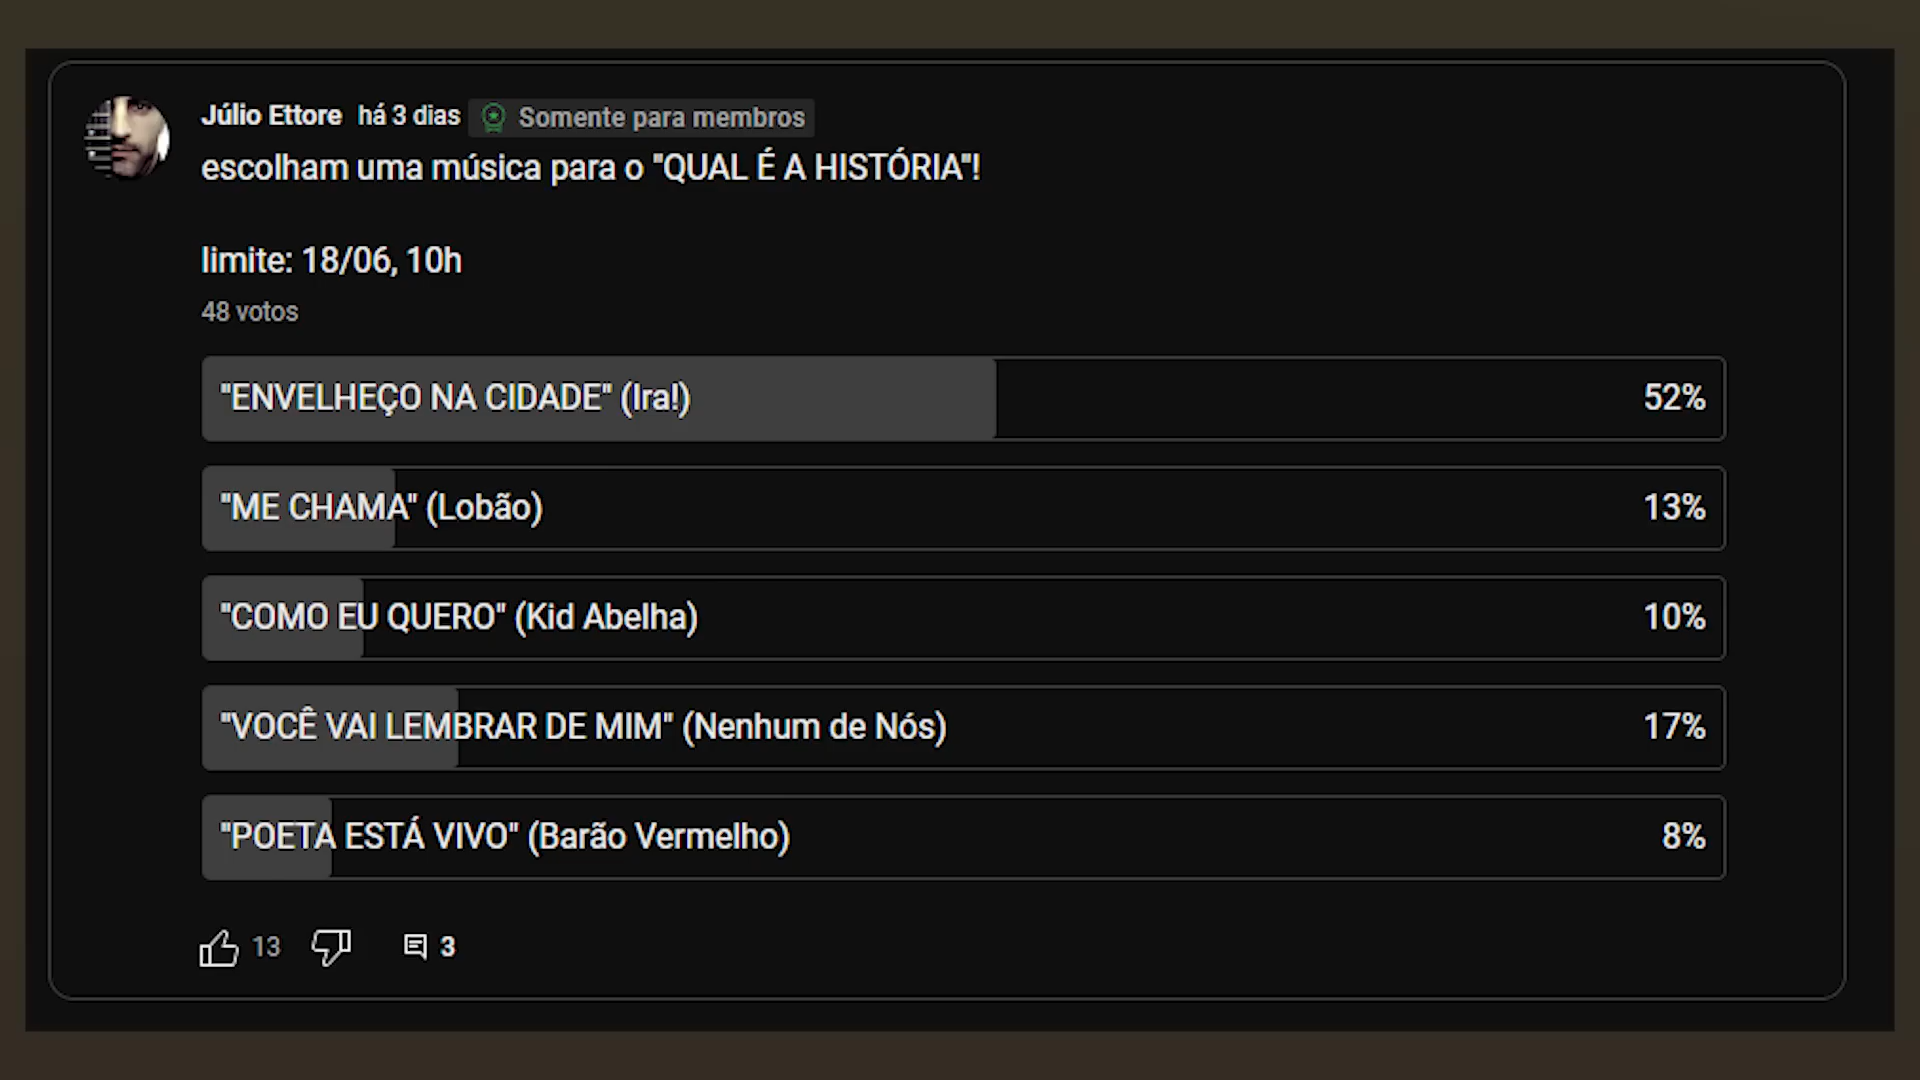 Júlio Ettore há 3 dias Somente para membros
escolham uma música para o "QUAL É A HISTÓRIA"!
limite: 18/06, 10h
48 votos
"ENVELHEÇO NA CIDADE" (Ira!) 52%
"ME CHAMA" (Lobão) 13%
"COMO EU QUERO" (Kid Abelha) 10%
"VOCÊ VAI LEMBRAR DE MIM" (Nenhum de Nós) 17%
"POETA ESTÁ VIVO" (Barão Vermelho) 8%
13 3